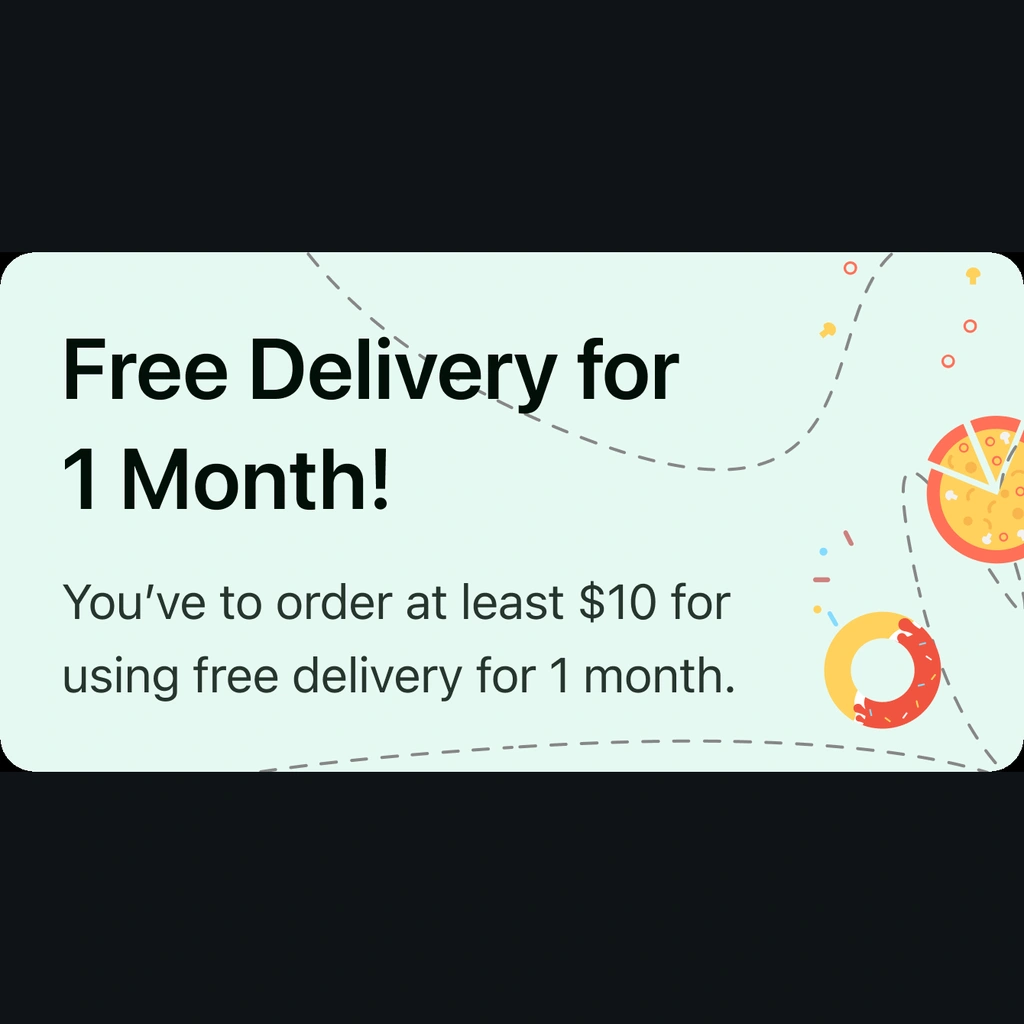 Free Delivery for
1 Month!
You’ve to order at least $10 for
using free delivery for 1 month.